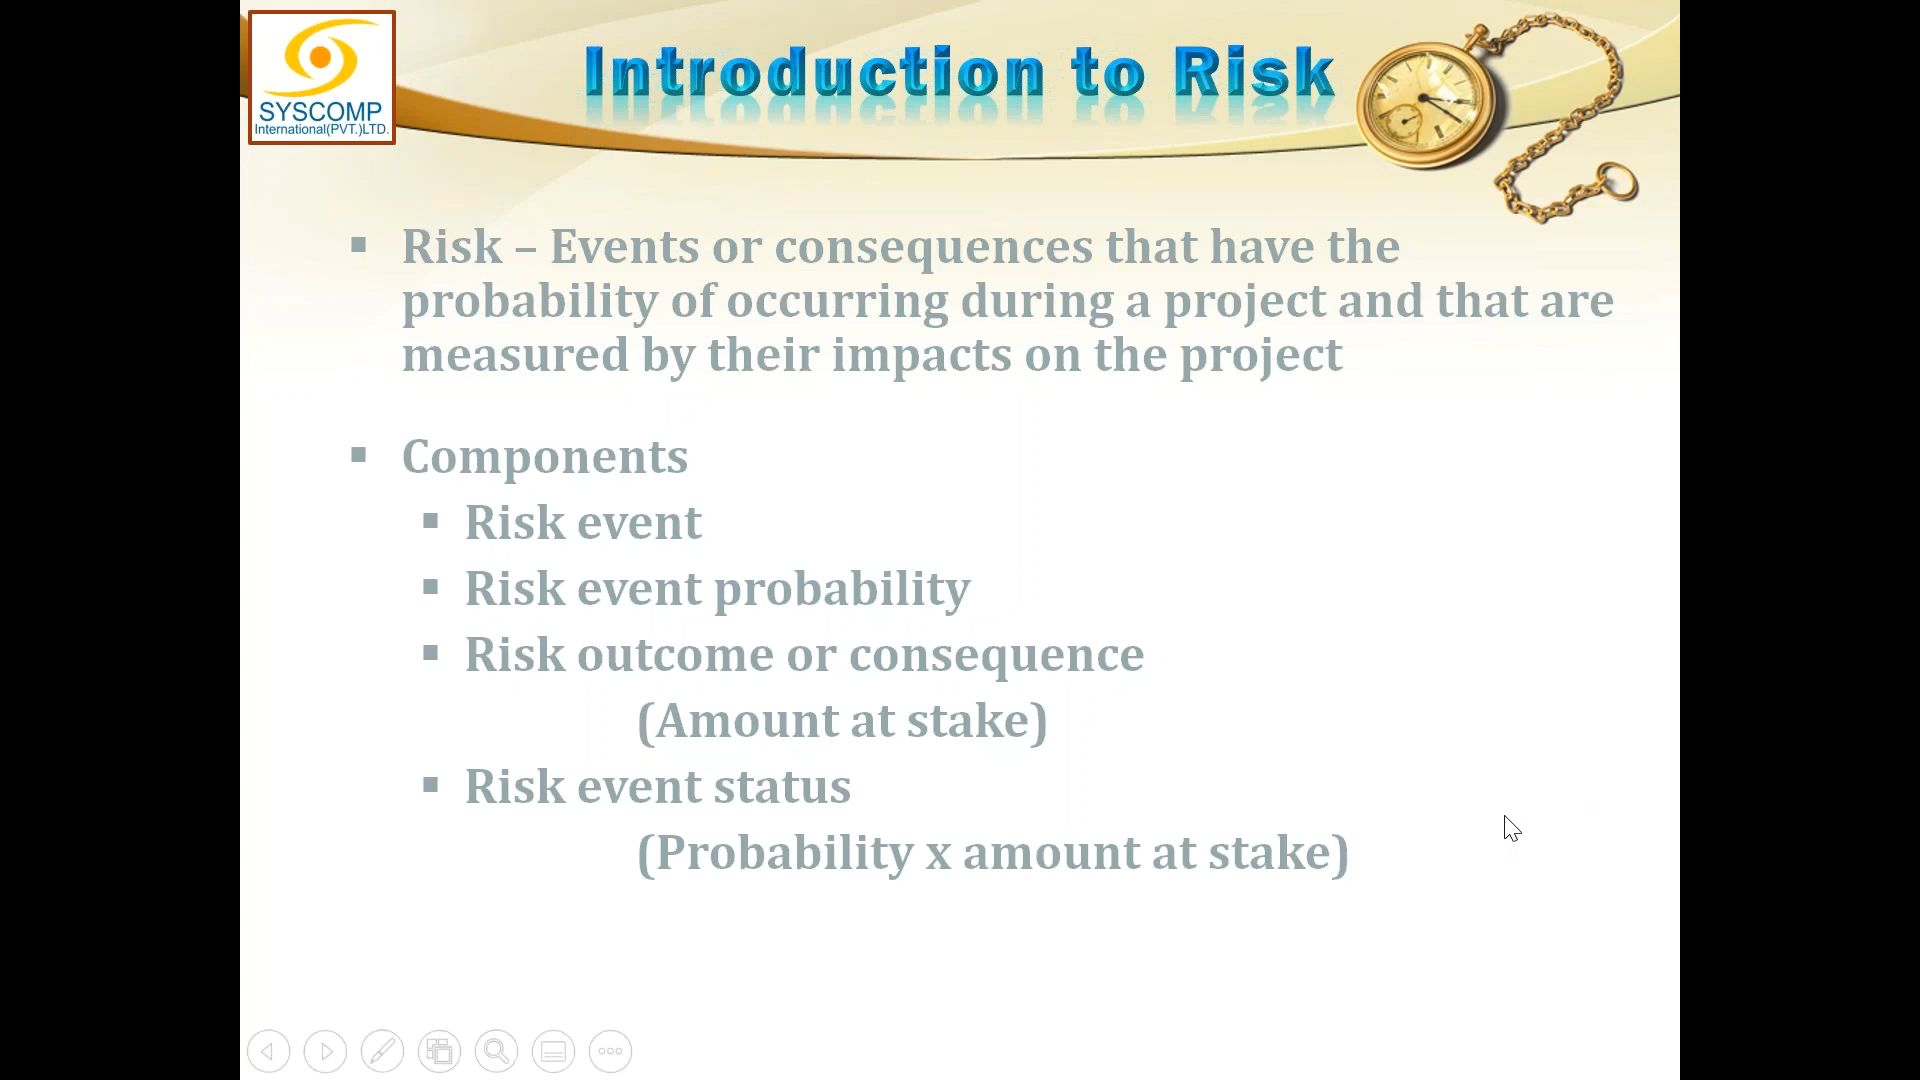 SYSCOMP
International(PVT.)LTD.
Introduction to Risk
Risk – Events or consequences that have the
probability of occurring during a project and that are
measured by their impacts on the project
Components
Risk event
Risk event probability
Risk outcome or consequence
(Amount at stake)
Risk event status
(Probability x amount at stake)